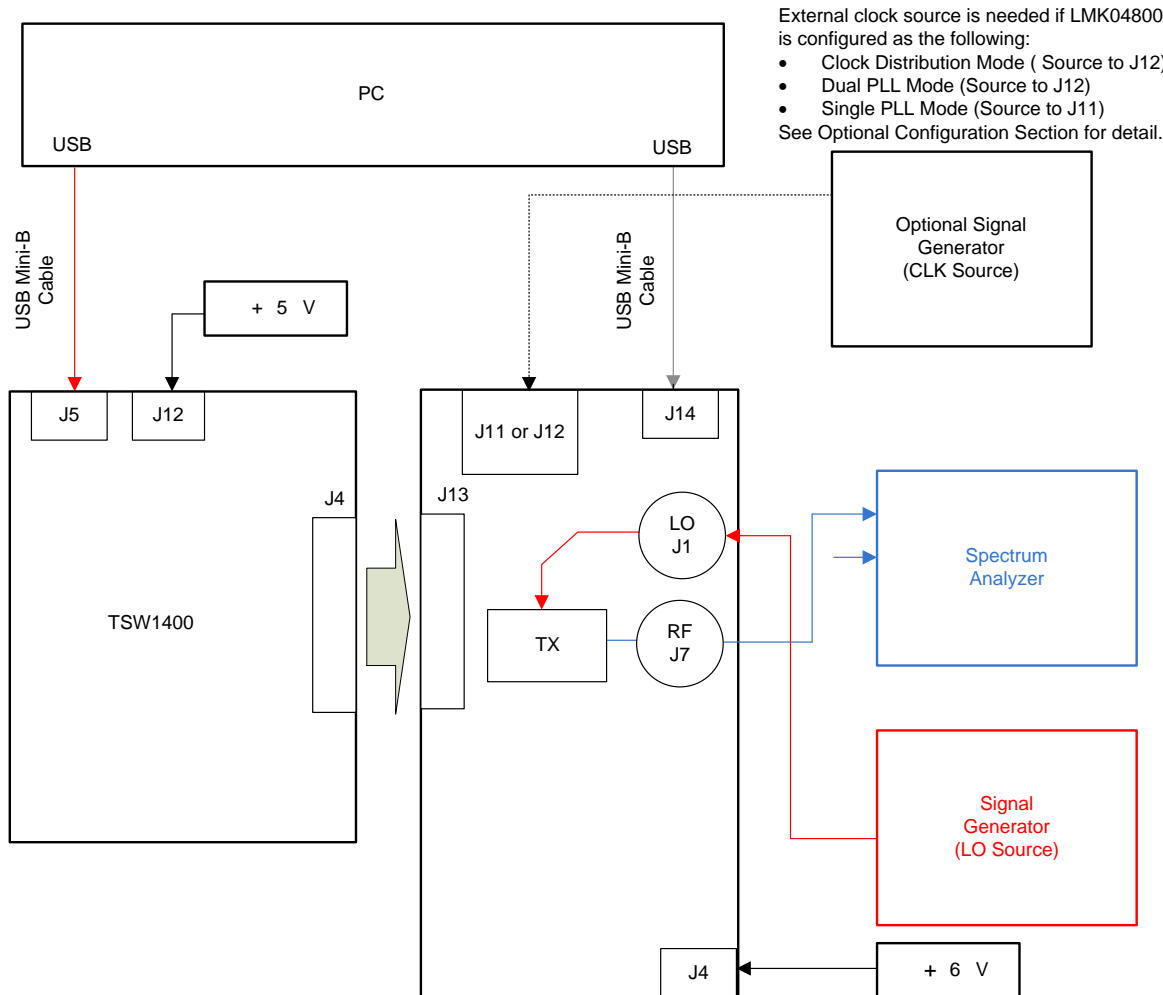 External clock source is needed if LMK04800
is configured as the following:
• Clock Distribution Mode ( Source to J12)
• Dual PLL Mode (Source to J12)
• Single PLL Mode (Source to J11)
See Optional Configuration Section for detail.
PC
USB
USB
USB Mini-B
Cable
USB Mini-B
Cable
Optional Signal
Generator
(CLK Source)
+ 5 V
J5
J12
J11 or J12
J14
J4
J13
LO
J1
TSW1400
TX
RF
J7
Spectrum
Analyzer
Signal
Generator
(LO Source)
J4
+ 6 V